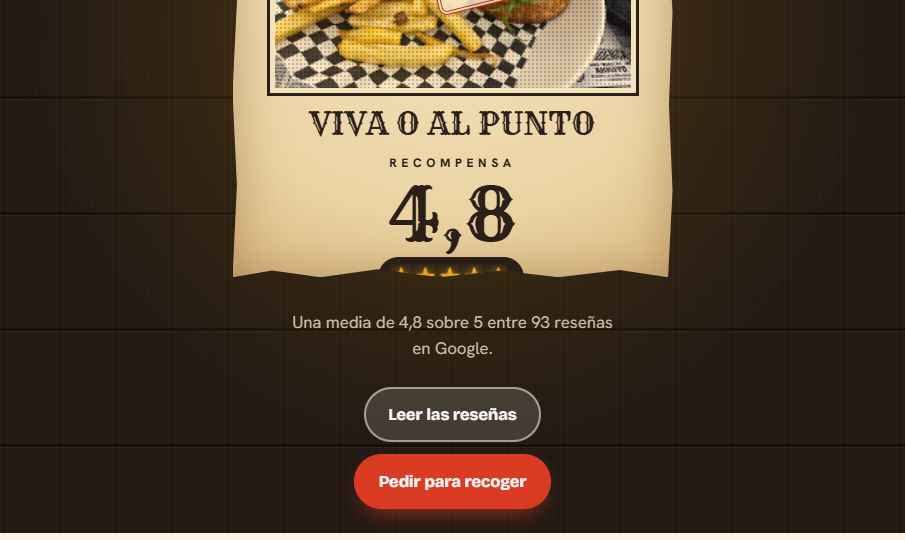 VIVA O AL PUNTO
RECOMPENSA
4,8
Una media de 4,8 sobre 5 entre 93 reseñas
en Google.
Leer las reseñas
Pedir para recoger